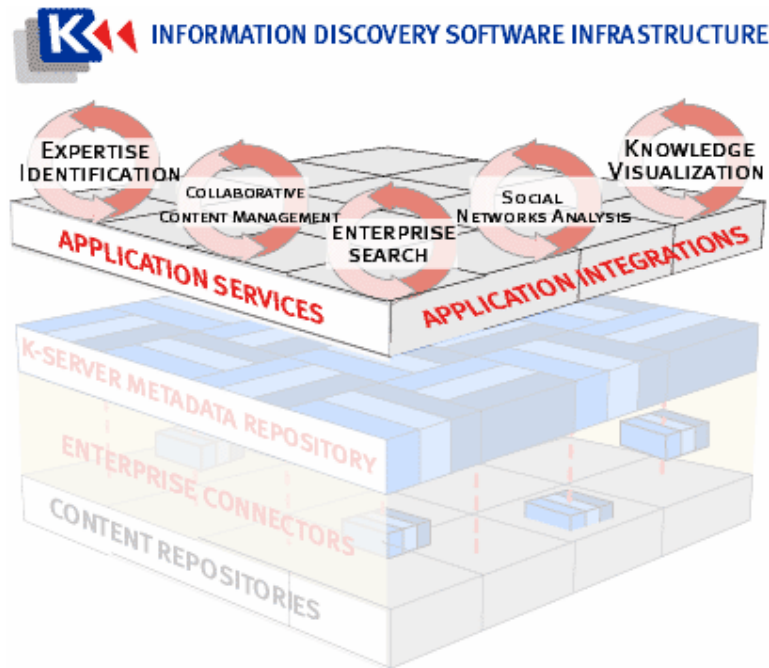 K
INFORMATION DISCOVERY SOFTWARE INFRASTRUCTURE
EXPERTISE
IDENTIFICATION
COLLABORATIVE
CONTENT MANAGEMENT
ENTERPRISE
SEARCH
SOCIAL
NETWORKS ANALYSIS
KNOWLEDGE
VISUALIZATION
APPLICATION SERVICES
APPLICATION INTEGRATIONS
K-SERVER METADATA REPOSITORY
ENTERPRISE CONNECTORS
CONTENT REPOSITORIES